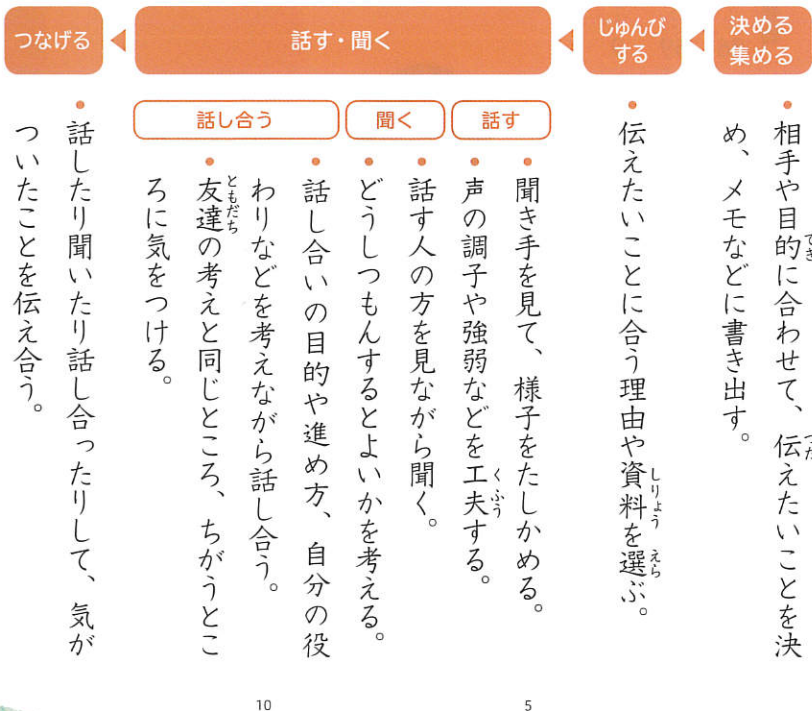 決める
集める
・相手や目的に合わせて、伝えたいことを決
め、メモなどに書き出す。
じゅんび
する
・伝えたいことに合う理由や資料を選ぶ。
話す・聞く
話す
・聞き手を見て、様子をたしかめる。
・声の調子や強弱などを工夫する。
聞く
・話す人の方を見ながら聞く。
・どうしつもんするとよいかを考える。
話し合う
・話し合いの目的や進め方、自分の役
わりなどを考えながら話し合う。
・友達の考えと同じところ、ちがうとこ
ろに気をつける。
つなげる
・話したり聞いたり話し合ったりして、気が
ついたことを伝え合う。
5
10